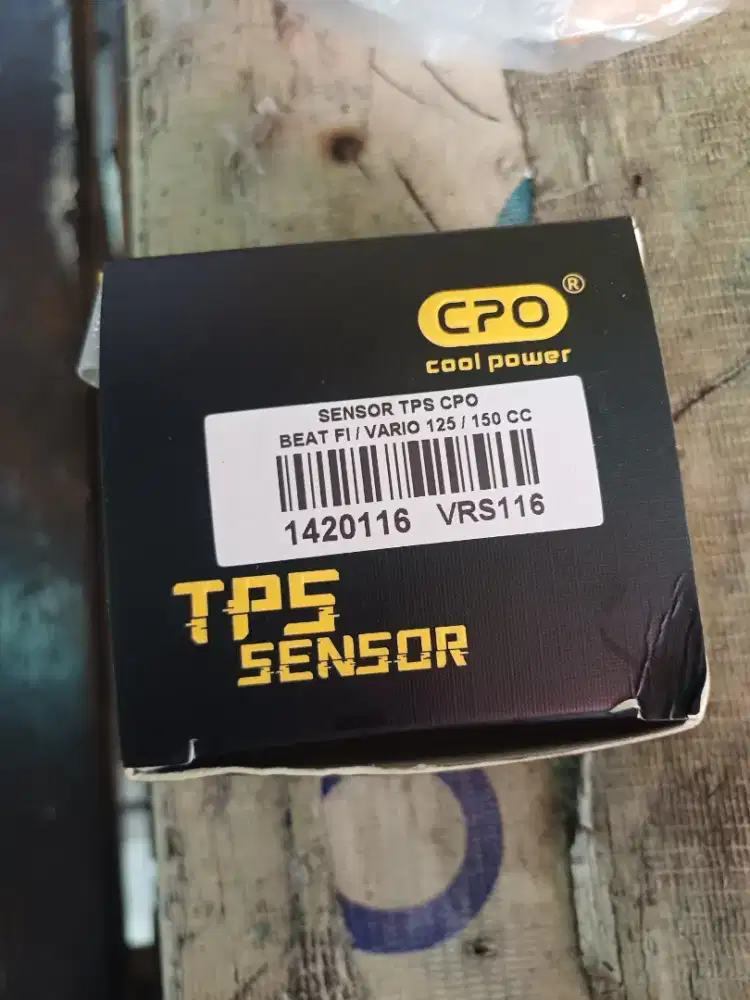 CPO®
cool power
SENSOR TPS CPO
BEAT FI / VARIO 125 / 150 CC
1420116 VRS116
TPS
SENSOR